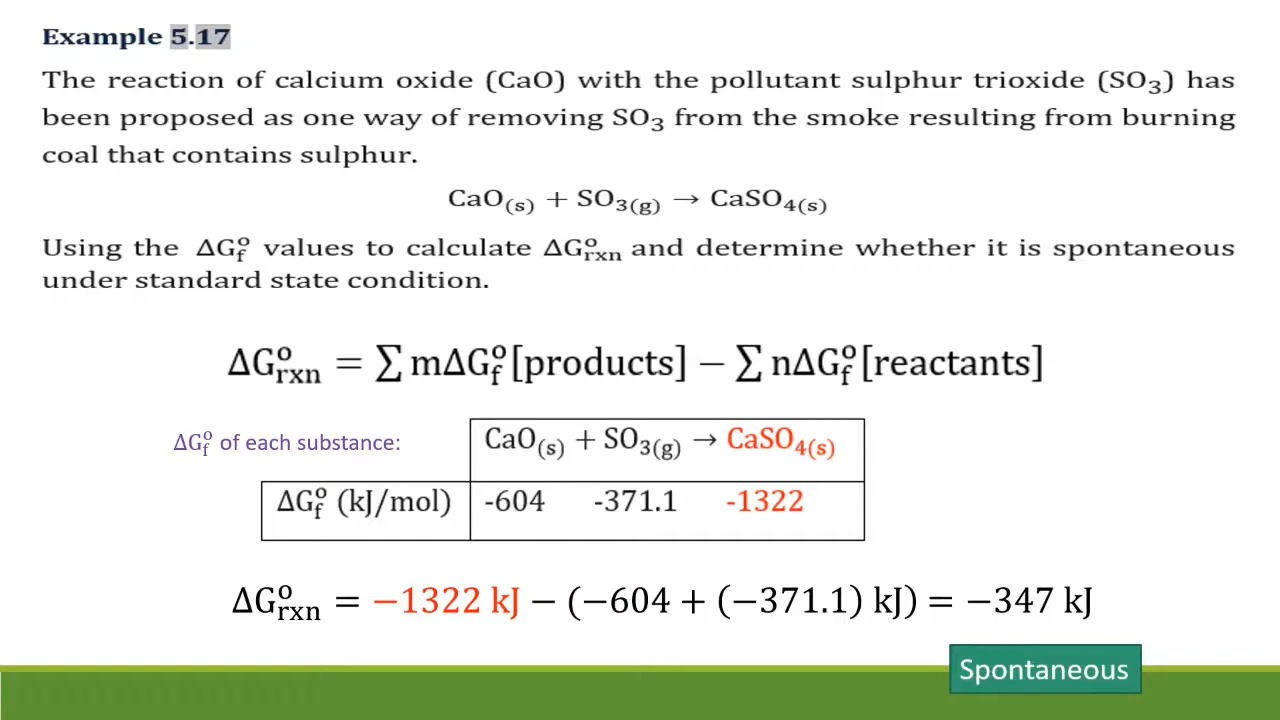 Example 5.17
The reaction of calcium oxide (CaO) with the pollutant sulphur trioxide (SO₃) has
been proposed as one way of removing SO₃ from the smoke resulting from burning
coal that contains sulphur.
CaO₍ₛ₎ + SO₃(g) → CaSO₄₍ₛ₎
Using the ΔG°f values to calculate ΔG°rxn and determine whether it is spontaneous
under standard state condition.
ΔG°rxn = ∑ mΔG°f[products] − ∑ nΔG°f[reactants]
ΔG°f of each substance:
CaO₍ₛ₎ + SO₃(g) → CaSO₄₍ₛ₎
ΔG°f (kJ/mol) -604 -371.1 -1322
ΔG°rxn = −1322 kJ − (−604 + (−371.1) kJ) = −347 kJ
Spontaneous